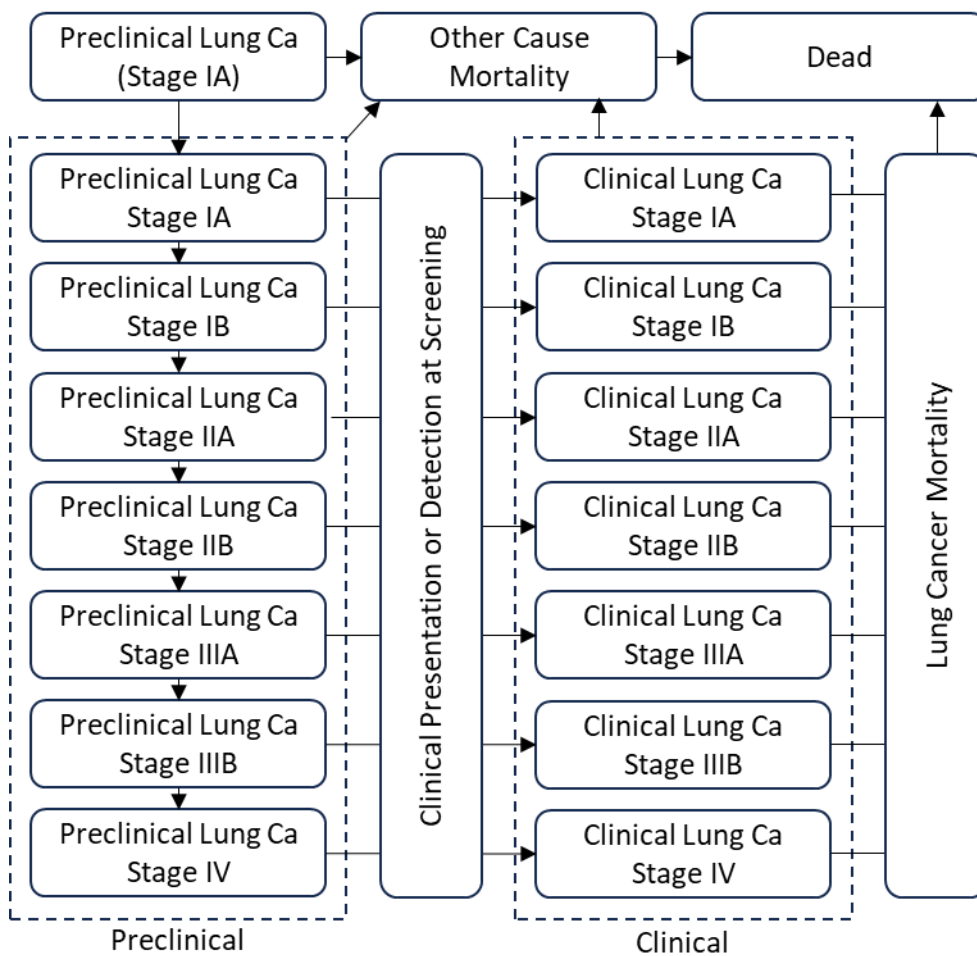 Preclinical Lung Ca
(Stage IA)
Other Cause
Mortality
Dead
Preclinical Lung Ca
Stage IA
Preclinical Lung Ca
Stage IB
Preclinical Lung Ca
Stage IIA
Preclinical Lung Ca
Stage IIB
Preclinical Lung Ca
Stage IIIA
Preclinical Lung Ca
Stage IIIB
Preclinical Lung Ca
Stage IV
Preclinical
Clinical Presentation or Detection at Screening
Clinical Lung Ca
Stage IA
Clinical Lung Ca
Stage IB
Clinical Lung Ca
Stage IIA
Clinical Lung Ca
Stage IIB
Clinical Lung Ca
Stage IIIA
Clinical Lung Ca
Stage IIIB
Clinical Lung Ca
Stage IV
Clinical
Lung Cancer Mortality